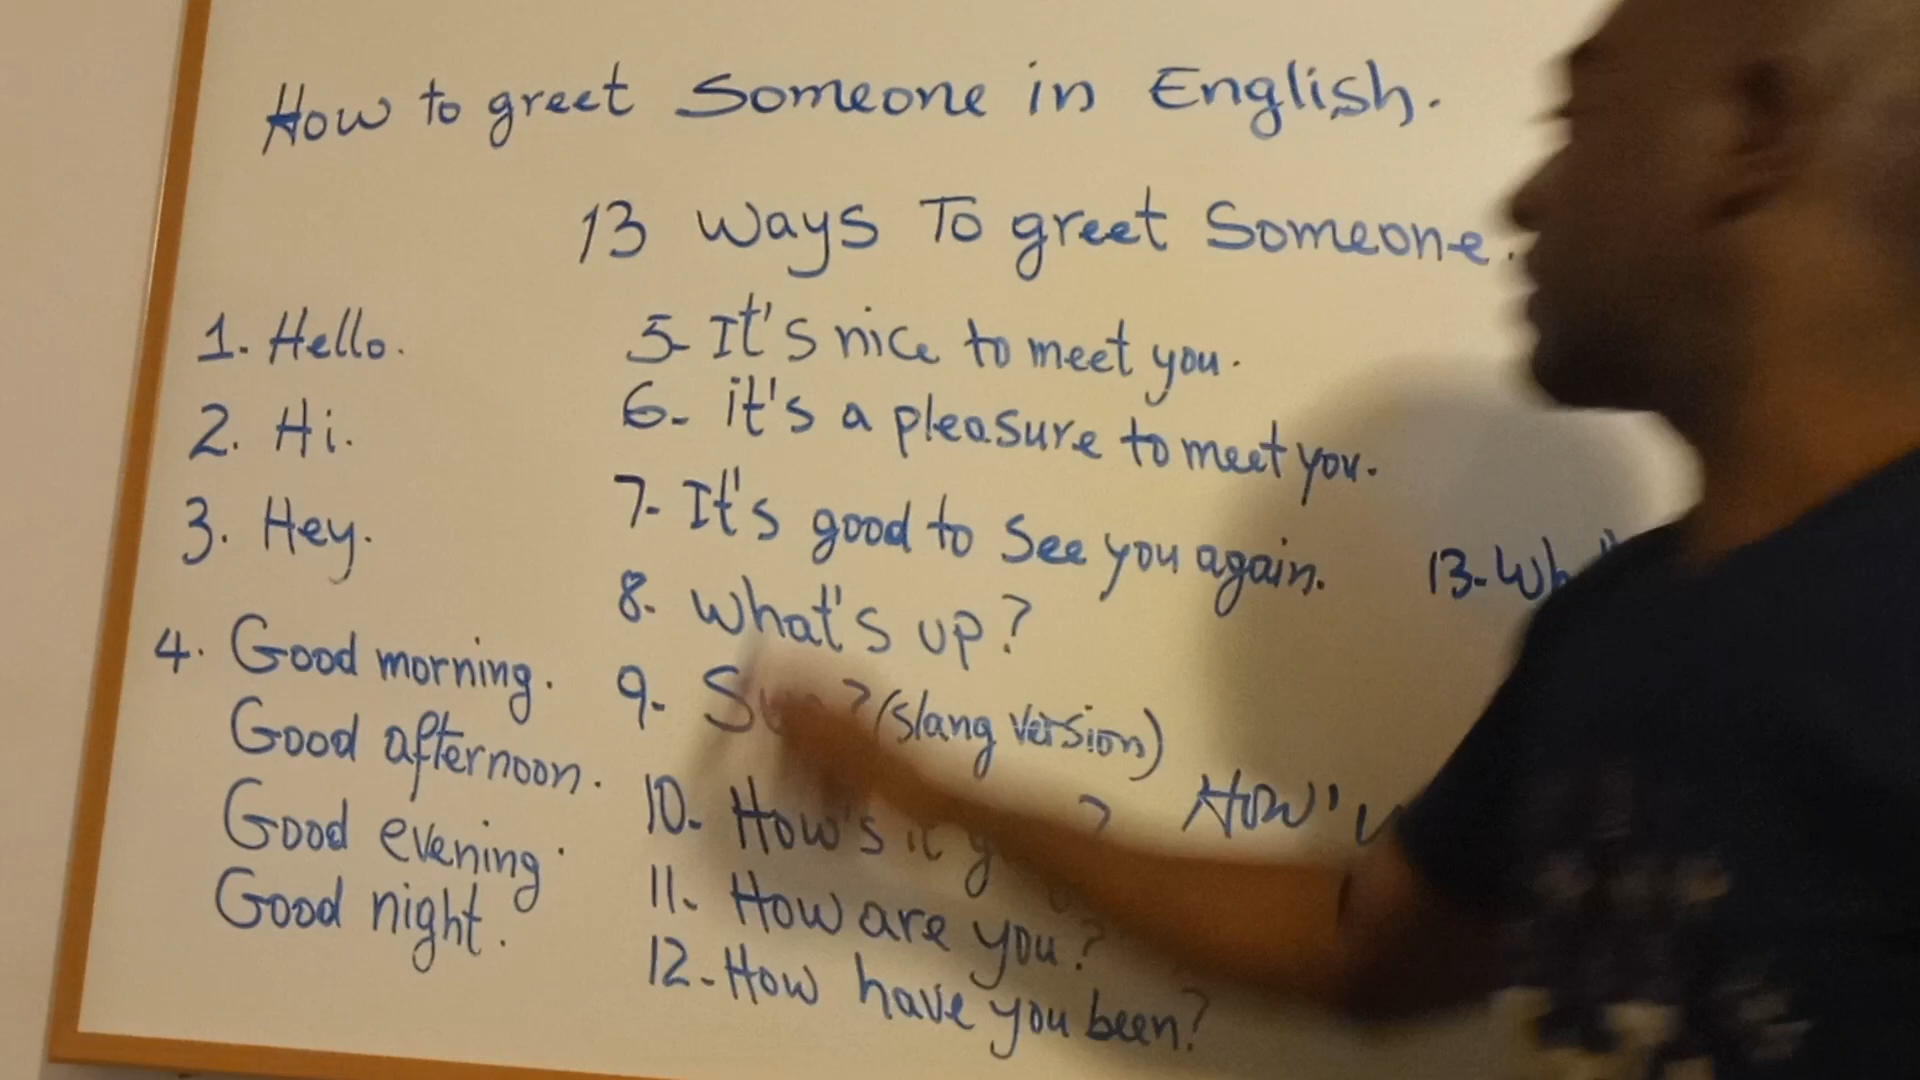 How to greet Someone in English.
13 Ways To greet Someone.
1. Hello.
2. Hi.
3. Hey.
4. Good morning.
Good afternoon.
Good evening.
Good night.
5- It's nice to meet you.
6- it's a pleasure to meet you.
7- It's good to See you again.
8. What's up?
9- (slang version)
10. How's it
11. How are you?
12. How have you been?
13.